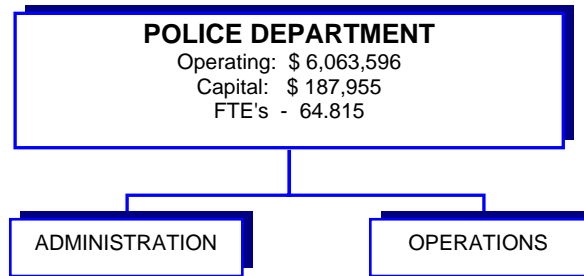 POLICE DEPARTMENT
Operating:  $ 6,063,596
Capital:   $ 187,955
FTE's  -  64.815
ADMINISTRATION
OPERATIONS